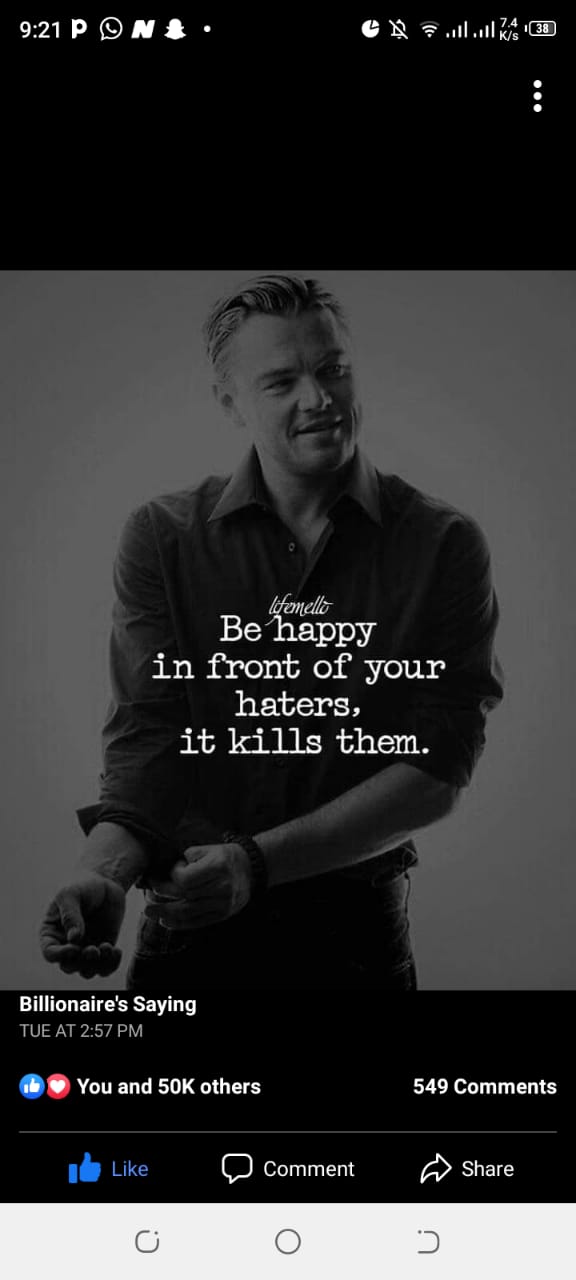 9:21
7.4
K/s
38
lifemello
Be happy
in front of your
haters,
it kills them.
Billionaire's Saying
TUE AT 2:57 PM
You and 50K others
549 Comments
Like
Comment
Share